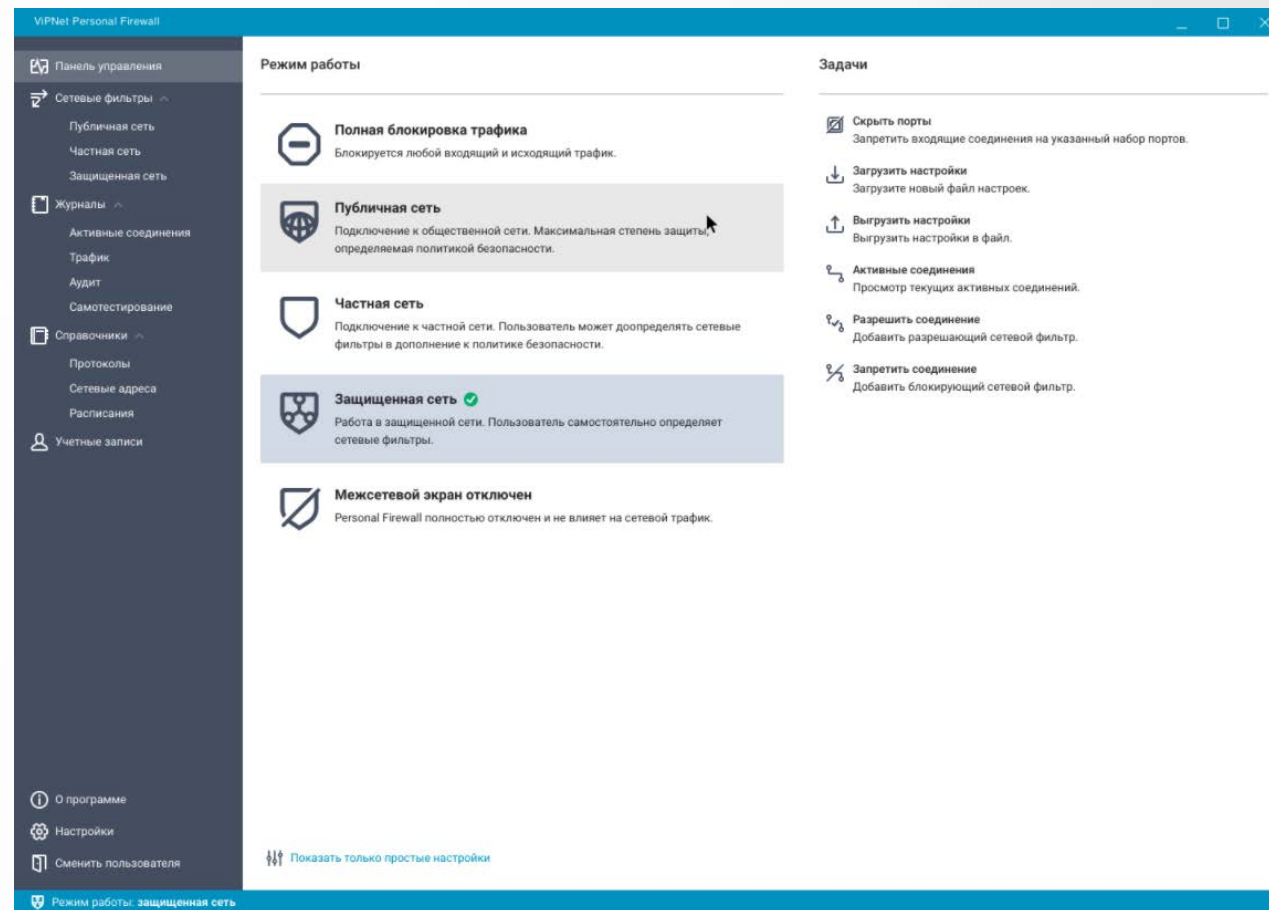 ViPNet Personal Firewall
Панель управления
Сетевые фильтры
Публичная сеть
Частная сеть
Защищенная сеть
Журналы
Активные соединения
Трафик
Аудит
Самотестирование
Справочники
Протоколы
Сетевые адреса
Расписания
Учетные записи
О программе
Настройки
Сменить пользователя
Режим работы
Полная блокировка трафика
Блокируется любой входящий и исходящий трафик.
Публичная сеть
Подключение к общественной сети. Максимальная степень защиты,
определяемая политикой безопасности.
Частная сеть
Подключение к частной сети. Пользователь может доопределять сетевые
фильтры в дополнение к политике безопасности.
Защищенная сеть
Работа в защищенной сети. Пользователь самостоятельно определяет
сетевые фильтры.
Межсетевой экран отключен
Personal Firewall полностью отключен и не влияет на сетевой трафик.
Показать только простые настройки
Задачи
Скрыть порты
Запретить входящие соединения на указанный набор портов.
Загрузить настройки
Загрузите новый файл настроек.
Выгрузить настройки
Выгрузить настройки в файл.
Активные соединения
Просмотр текущих активных соединений.
Разрешить соединение
Добавить разрешающий сетевой фильтр.
Запретить соединение
Добавить блокирующий сетевой фильтр.
Режим работы: защищенная сеть